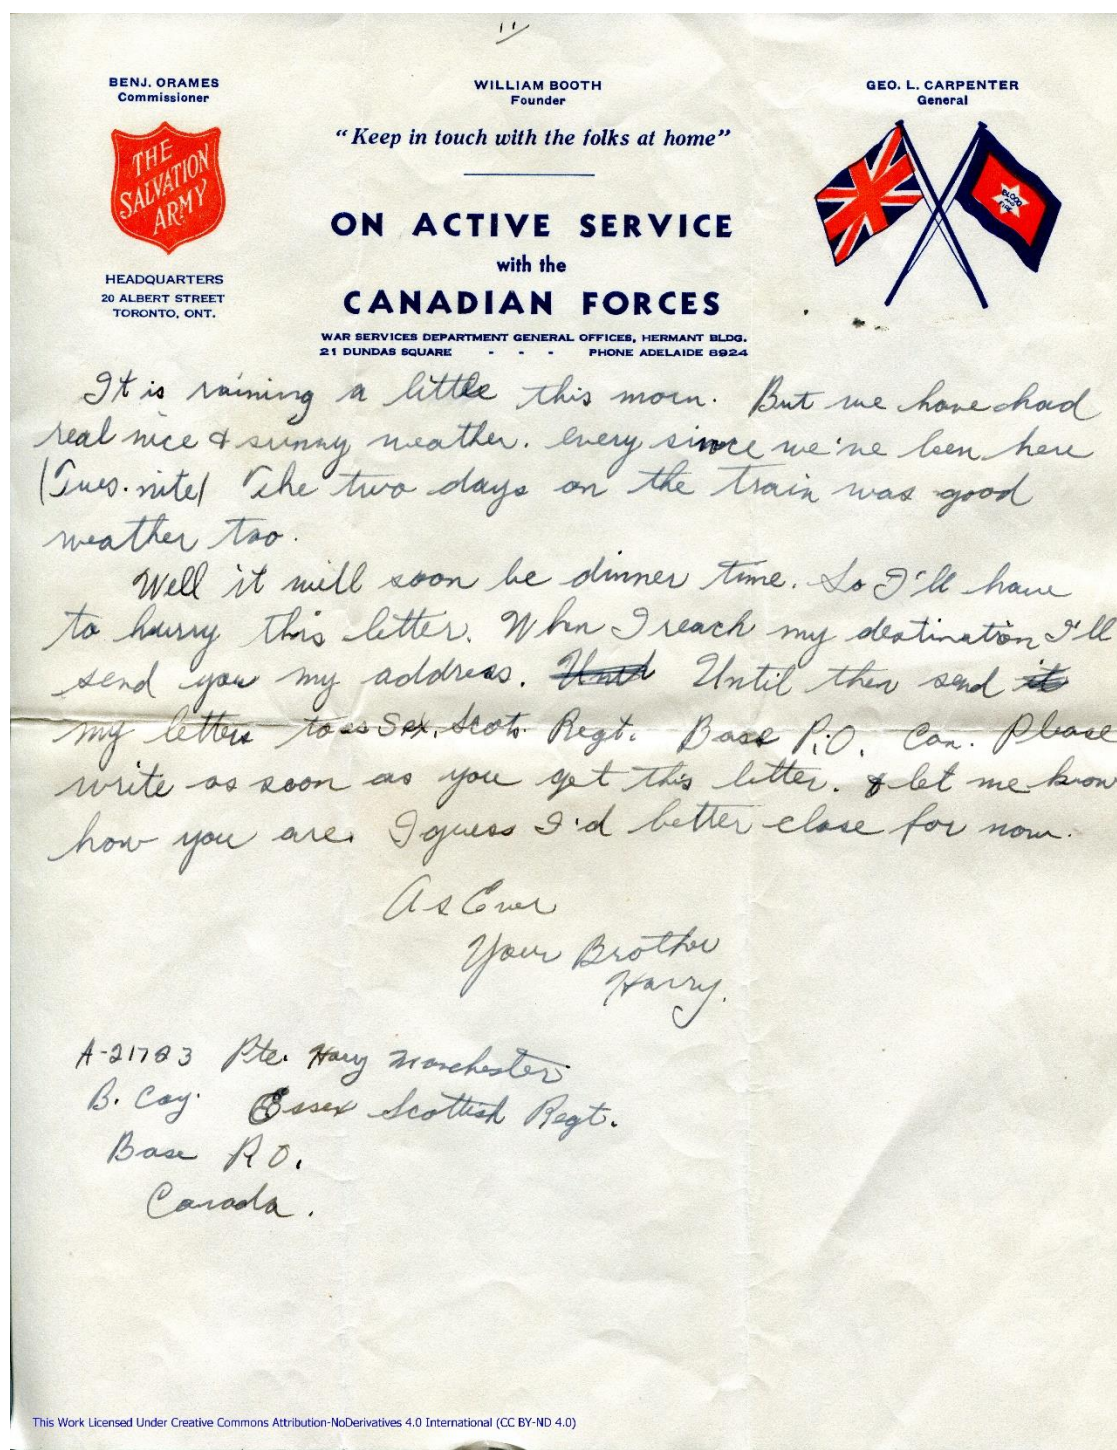 11
BENJ. ORAMES
Commissioner
WILLIAM BOOTH
Founder
GEO. L. CARPENTER
General
"Keep in touch with the folks at home"
THE
SALVATION
ARMY
BLOOD
AND
FIRE
ON ACTIVE SERVICE
with the
CANADIAN FORCES
HEADQUARTERS
20 ALBERT STREET
TORONTO, ONT.
WAR SERVICES DEPARTMENT GENERAL OFFICES, HERMANT BLDG.
21 DUNDAS SQUARE - - - PHONE ADELAIDE 8924
It is raining a little this morn. But we have had
real nice & sunny weather. every since we've been here
(Tues. nite) The two days on the train was good
weather too.
Well it will soon be dinner time. So I'll have
to hurry this letter. When I reach my destination I'll
send you my address. Until Until then send it
my letters to Scots. Regt. Base P.O. Can. Please
write as soon as you get this letter. & let me know
how you are. I guess I'd better close for now.
As Ever
Your Brother
Harry.
A-21723 Pte. Harry Manchester
B. Coy. Essex Scottish Regt.
Base P.O.
Canada.
This Work Licensed Under Creative Commons Attribution-NoDerivatives 4.0 International (CC BY-ND 4.0)